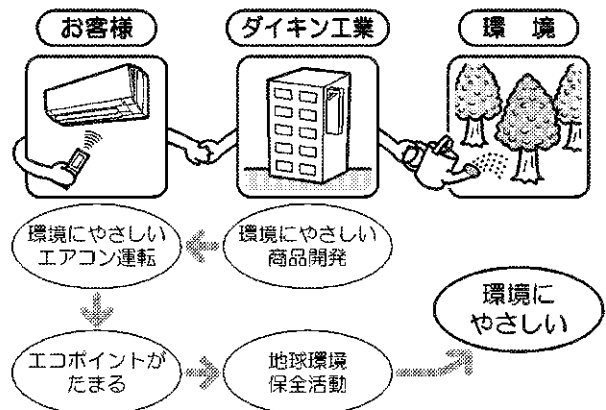 お客様
ダイキン工業
環 境
環境にやさしい
エアコン運転
環境にやさしい
商品開発
環境に
やさしい
エコポイントが
たまる
地球環境
保全活動